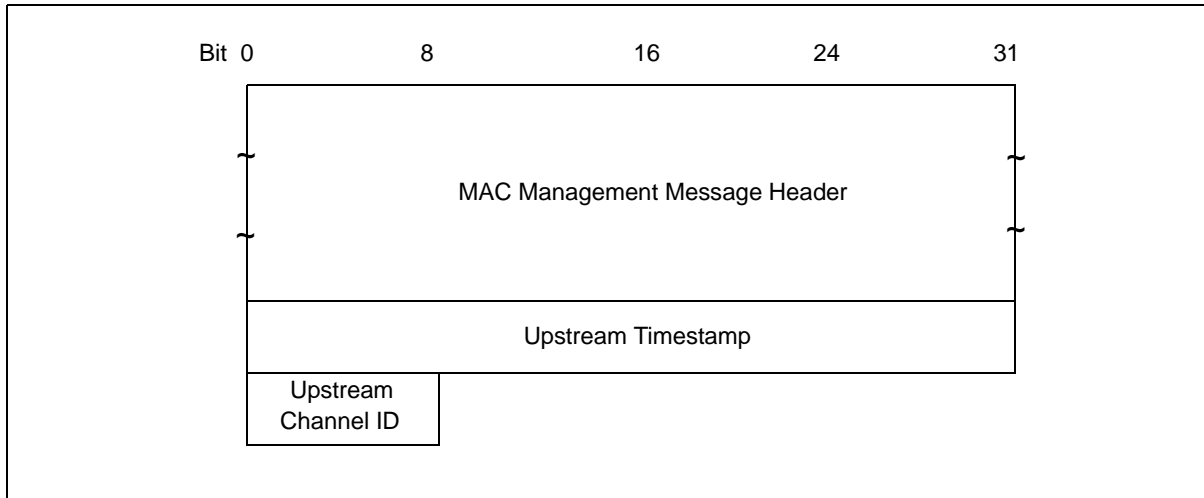 Bit 0 8 16 24 31
MAC Management Message Header
Upstream Timestamp
Upstream
Channel ID